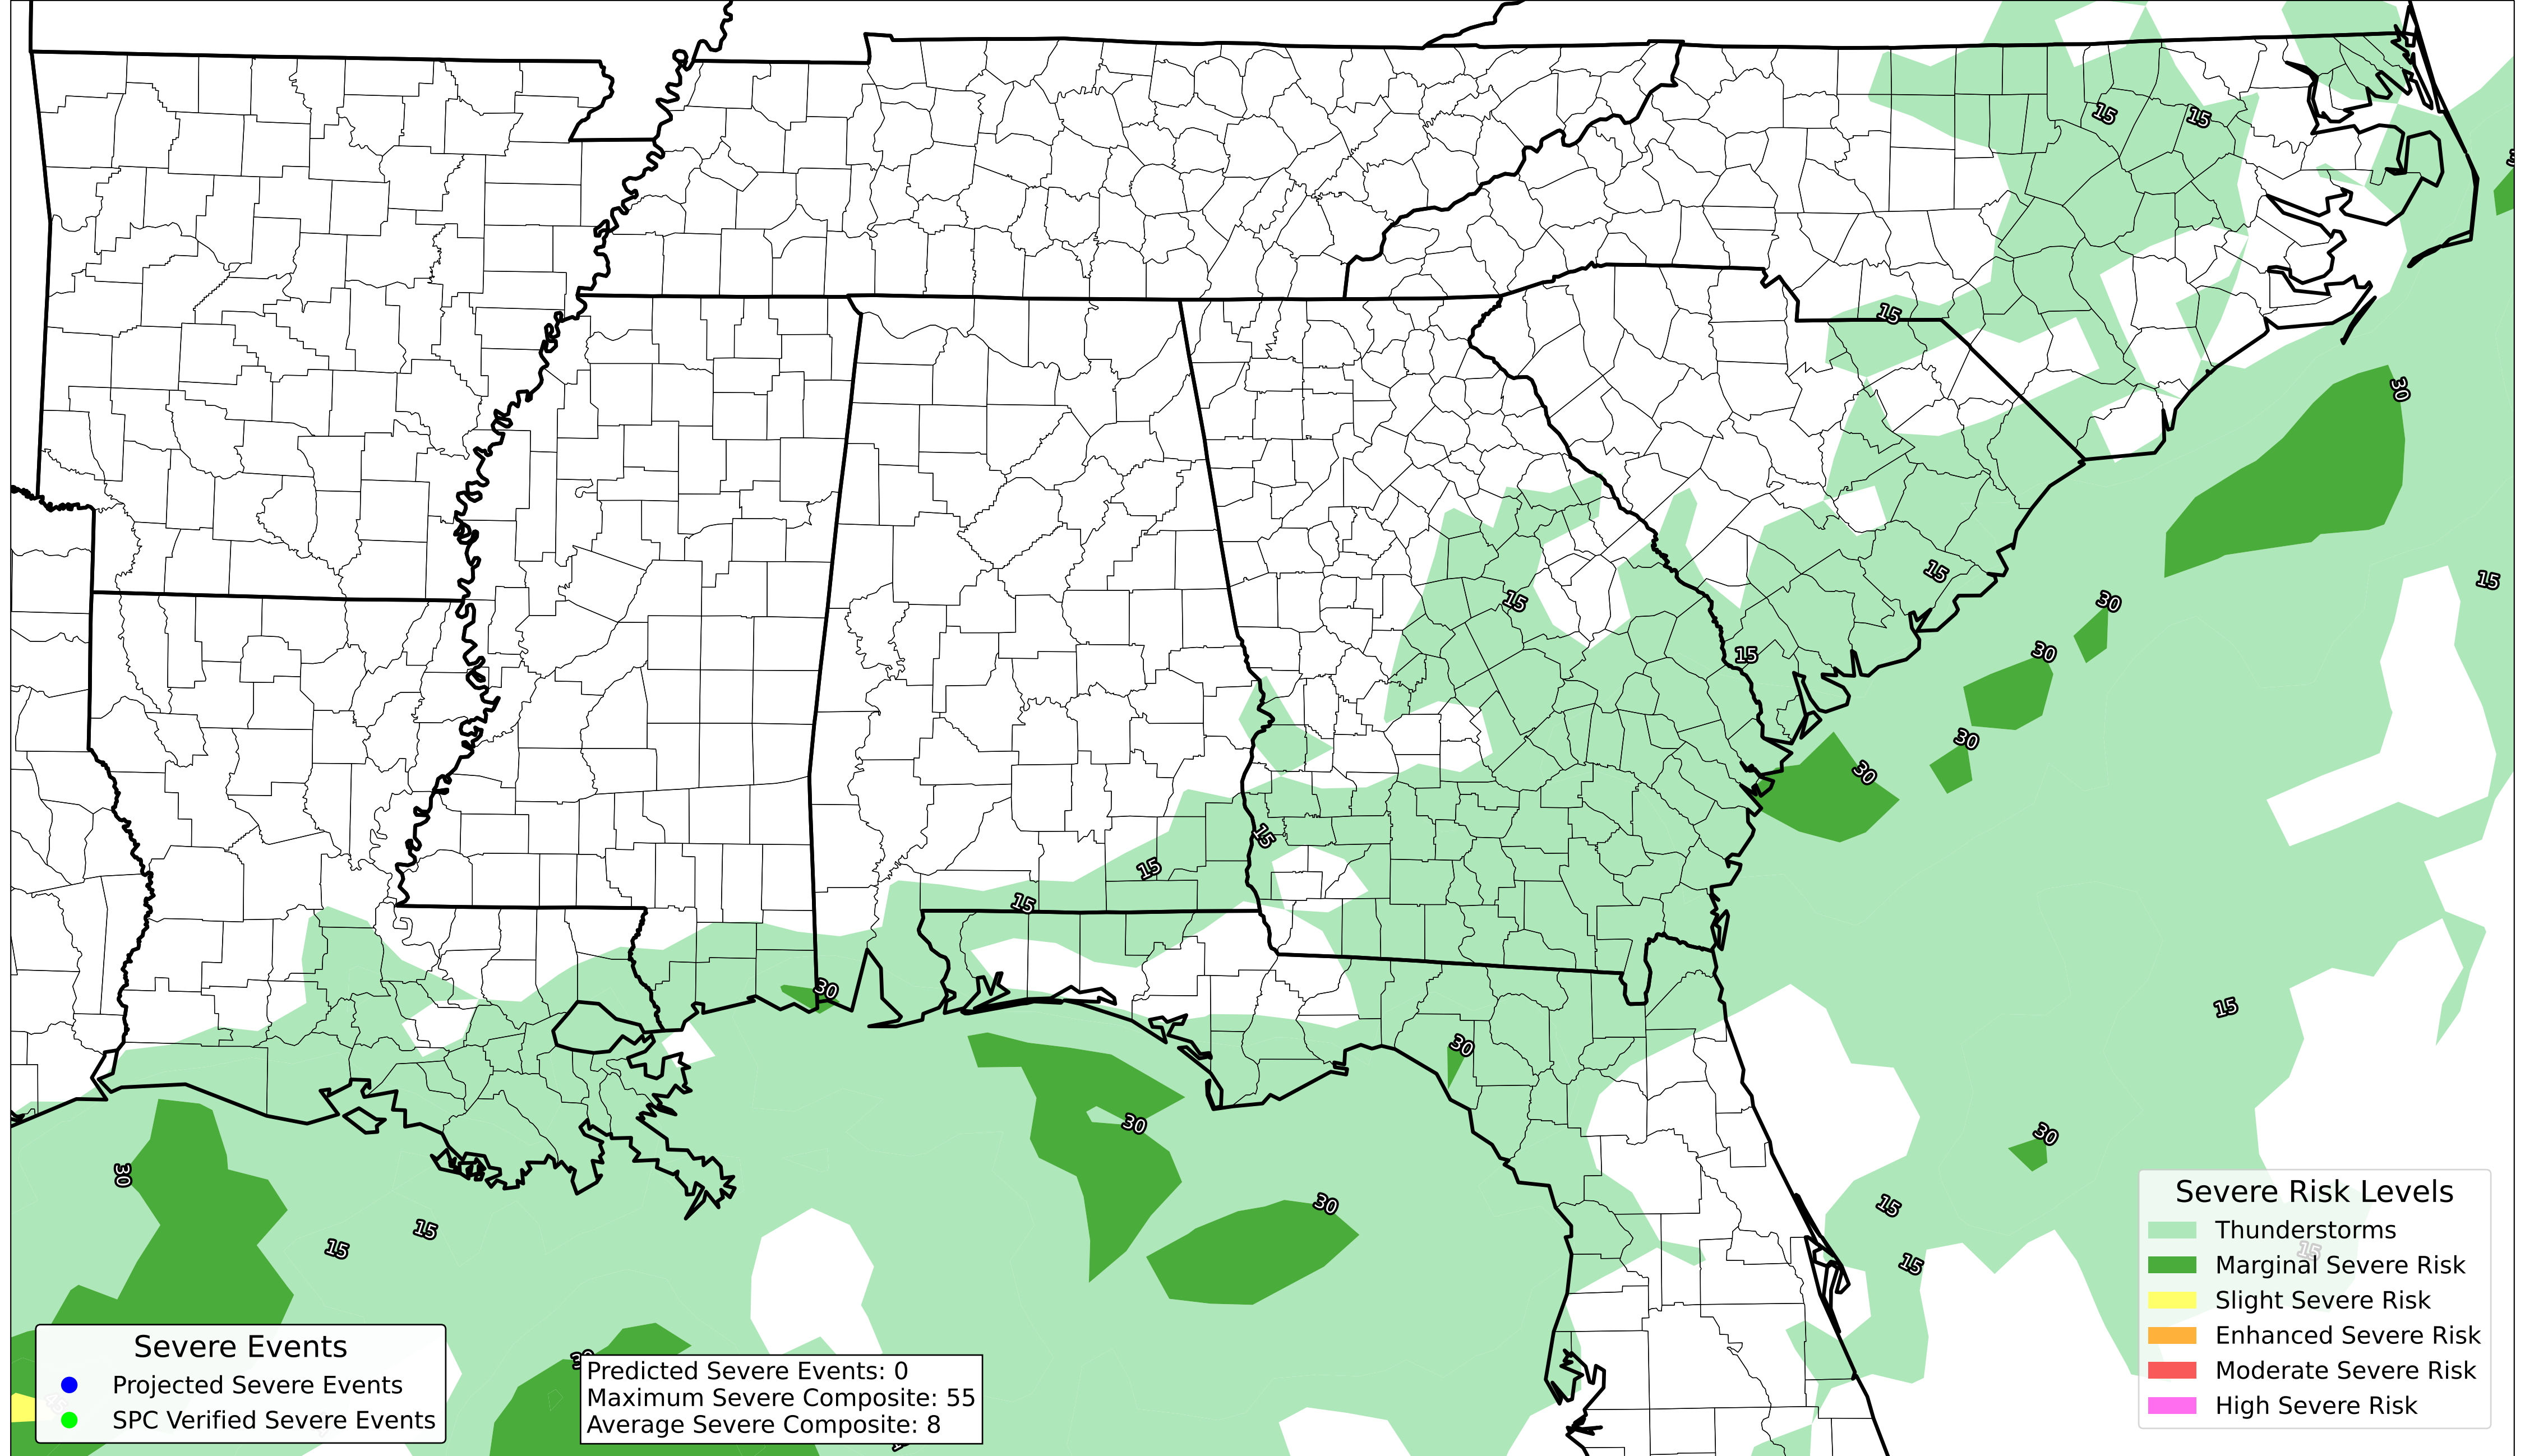 15
15
15
30
15
30
15
15
30
15
30
30
30
15
15
15
30
15
30
30
30
30
15
30
15
15
15
15
30
Severe Risk Levels
Thunderstorms
Marginal Severe Risk
Slight Severe Risk
Enhanced Severe Risk
Moderate Severe Risk
High Severe Risk
Severe Events
Projected Severe Events
SPC Verified Severe Events
Predicted Severe Events: 0
Maximum Severe Composite: 55
Average Severe Composite: 8